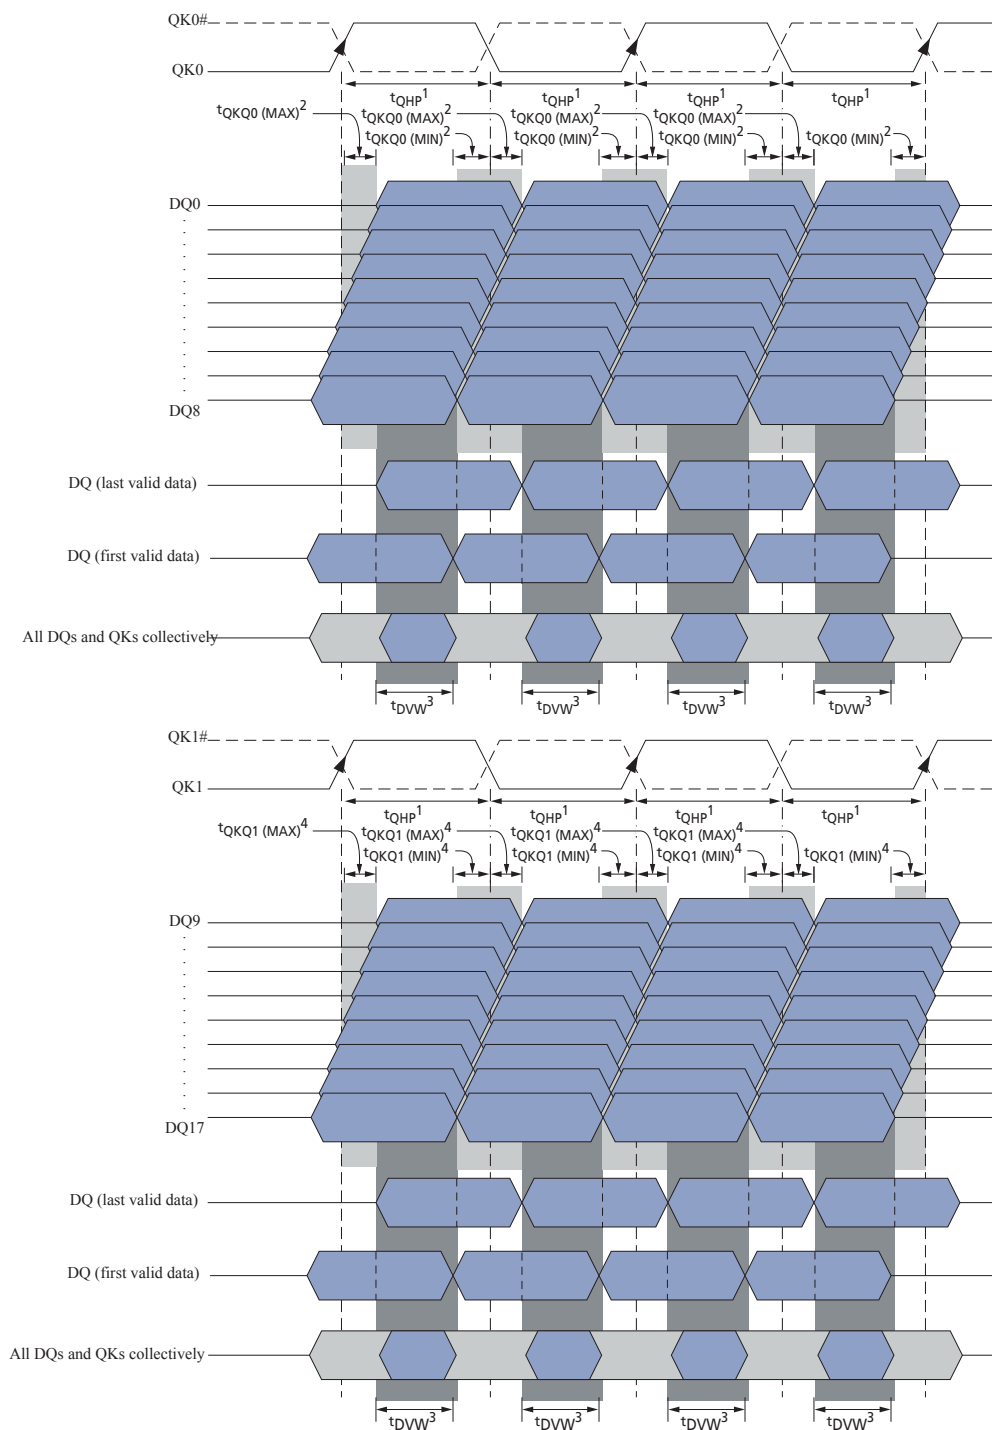 QK0#
QK0
tQHP1 tQHP1 tQHP1 tQHP1
tQKQ0 (MAX)2 tQKQ0 (MAX)2 tQKQ0 (MAX)2 tQKQ0 (MAX)2
tQKQ0 (MIN)2 tQKQ0 (MIN)2 tQKQ0 (MIN)2 tQKQ0 (MIN)2
DQ0
DQ8
DQ (last valid data)
DQ (first valid data)
All DQs and QKs collectively
tDVW3 tDVW3 tDVW3 tDVW3
QK1#
QK1
tQHP1 tQHP1 tQHP1 tQHP1
tQKQ1 (MAX)4 tQKQ1 (MAX)4 tQKQ1 (MAX)4 tQKQ1 (MAX)4
tQKQ1 (MIN)4 tQKQ1 (MIN)4 tQKQ1 (MIN)4 tQKQ1 (MIN)4
DQ9
DQ17
DQ (last valid data)
DQ (first valid data)
All DQs and QKs collectively
tDVW3 tDVW3 tDVW3 tDVW3